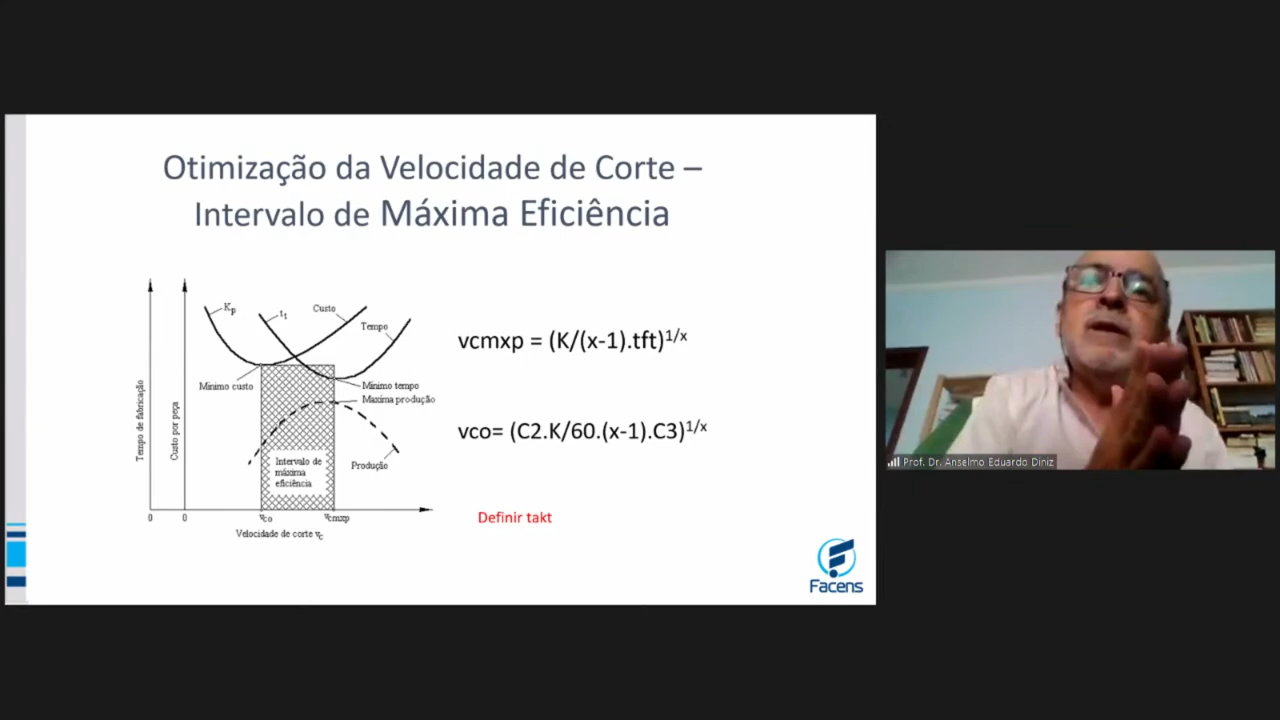 Otimização da Velocidade de Corte –
Intervalo de Máxima Eficiência
Kp
tt
Custo
Tempo
Mínimo custo
Mínimo tempo
Maxima produção
Produção
Intervalo de
máxima
eficiência
Tempo de fabricação
Custo por peça
0
0
vco
vcmxp
Velocidade de corte vc
vcmxp = (K/(x-1).tft)1/x
vco= (C2.K/60.(x-1).C3)1/x
Definir takt
Facens
Prof. Dr. Anselmo Eduardo Diniz